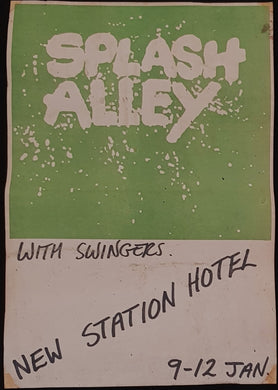 SPLASH
ALLEY
WITH SWINGERS.
NEW STATION HOTEL
9-12 JAN.